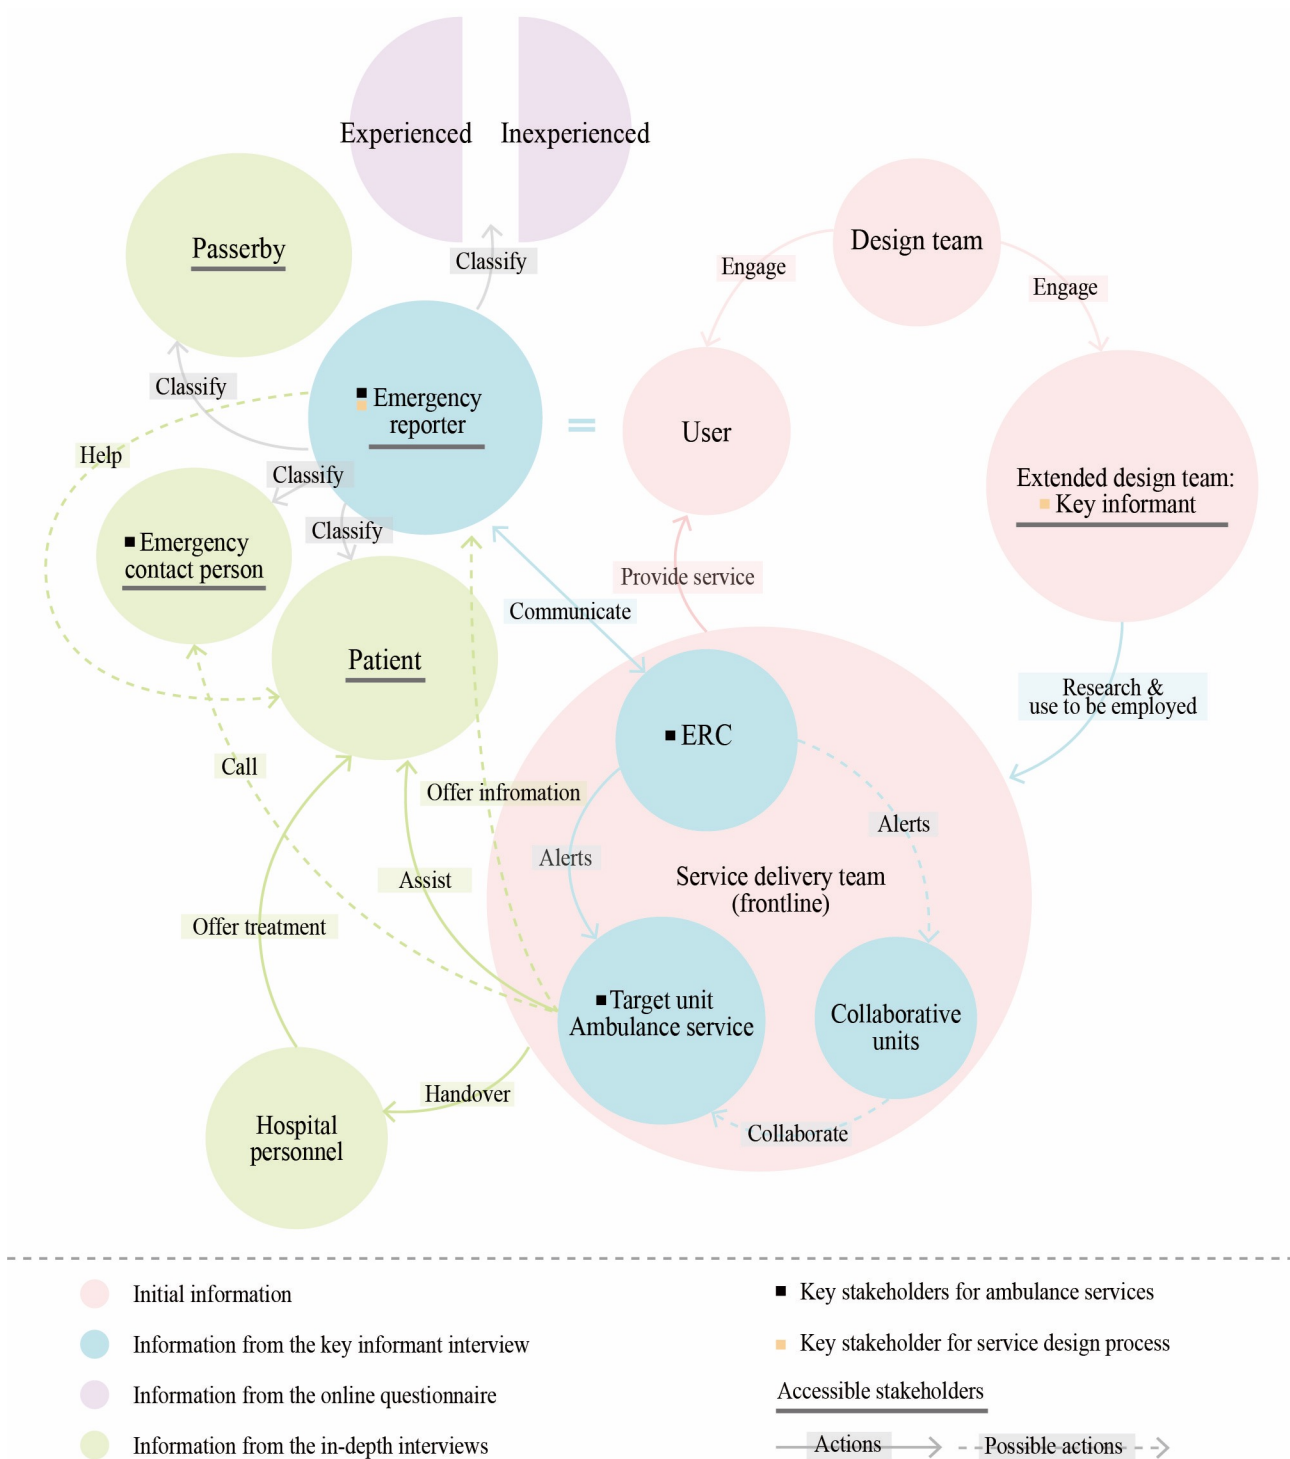 Experienced
Inexperienced
Passerby
Classify
Design team
Engage
Engage
Classify
Emergency
reporter
=
User
Help
Classify
Extended design team:
Key informant
Classify
Emergency
contact person
Provide service
Communicate
Patient
Research &
use to be employed
ERC
Call
Offer infromation
Alerts
Alerts
Assist
Service delivery team
(frontline)
Offer treatment
Target unit
Ambulance service
Collaborative
units
Handover
Collaborate
Hospital
personnel
Initial information
Information from the key informant interview
Information from the online questionnaire
Information from the in-depth interviews
Key stakeholders for ambulance services
Key stakeholder for service design process
Accessible stakeholders
Actions
Possible actions